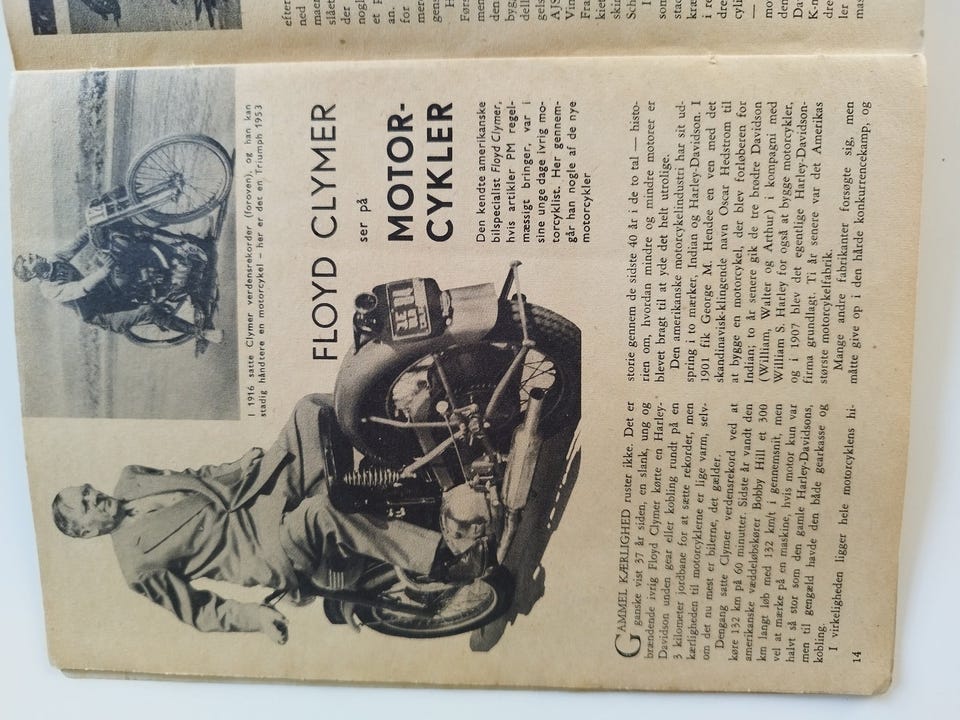 I 1916 satte Clymer verdensrekorder (foroven), og han kan
stadig håndtere en motorcykel – her er det en Triumph 1953
FLOYD CLYMER
ser på
MOTOR-
CYKLER
Den kendte amerikanske
bilspecialist Floyd Clymer,
hvis artikler PM regel-
mæssigt bringer, var i
sine unge dage ivrig mo-
torcyklist. Her gennem-
går han nogle af de nye
motorcykler
GAMMEL KÆRLIGHED ruster ikke. Det er
ganske vist 37 år siden, en slank, ung og
brændende ivrig Floyd Clymer kørte en Harley-
Davidson uden gear eller kobling rundt på en
3 kilometer jordbane for at sætte rekorder, men
kærligheden til motorcyklerne er lige varm, selv-
om det nu mest er bilerne, det gælder.
Dengang satte Clymer verdensrekord ved at
køre 132 km på 60 minutter. Sidste år vandt den
amerikanske væddeløbskører Bobby Hill et 300
km langt løb med 132 km/t i gennemsnit, men
vel at mærke på en maskine, hvis motor kun var
halvt så stor som den gamle Harley-Davidsons,
men til gengæld havde den både gearkasse og
kobling.
I virkeligheden ligger hele motorcyklens hi-
storie gennem de sidste 40 år i de to tal — histo-
rien om, hvordan mindre og mindre motorer er
blevet bragt til at yde det helt utrolige.
Den amerikanske motorcykelindustri har sit ud-
spring i to mærker, Indian og Harley-Davidson. I
1901 fik George M. Hendee en ven med det
skandinavisk-klingende navn Oscar Hedstrom til
at bygge en motorcykel, der blev forløberen for
Indian; to år senere gik de tre brødre Davidson
(William, Walter og Arthur) i kompagni med
William S. Harley for også at bygge motorcykler,
og i 1907 blev det egentlige Harley-Davidson-
firma grundlagt. Ti år senere var det Amerikas
største motorcykelfabrik.
Mange andre fabrikanter forsøgte sig, men
måtte give op i den hårde konkurrencekamp, og
14